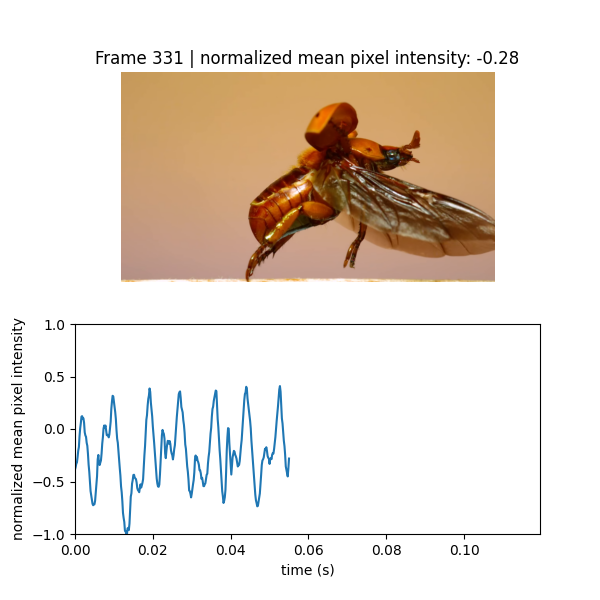 Frame 331 | normalized mean pixel intensity: -0.28
1.0
0.5
0.0
−0.5
−1.0
normalized mean pixel intensity
0.00 0.02 0.04 0.06 0.08 0.10
time (s)